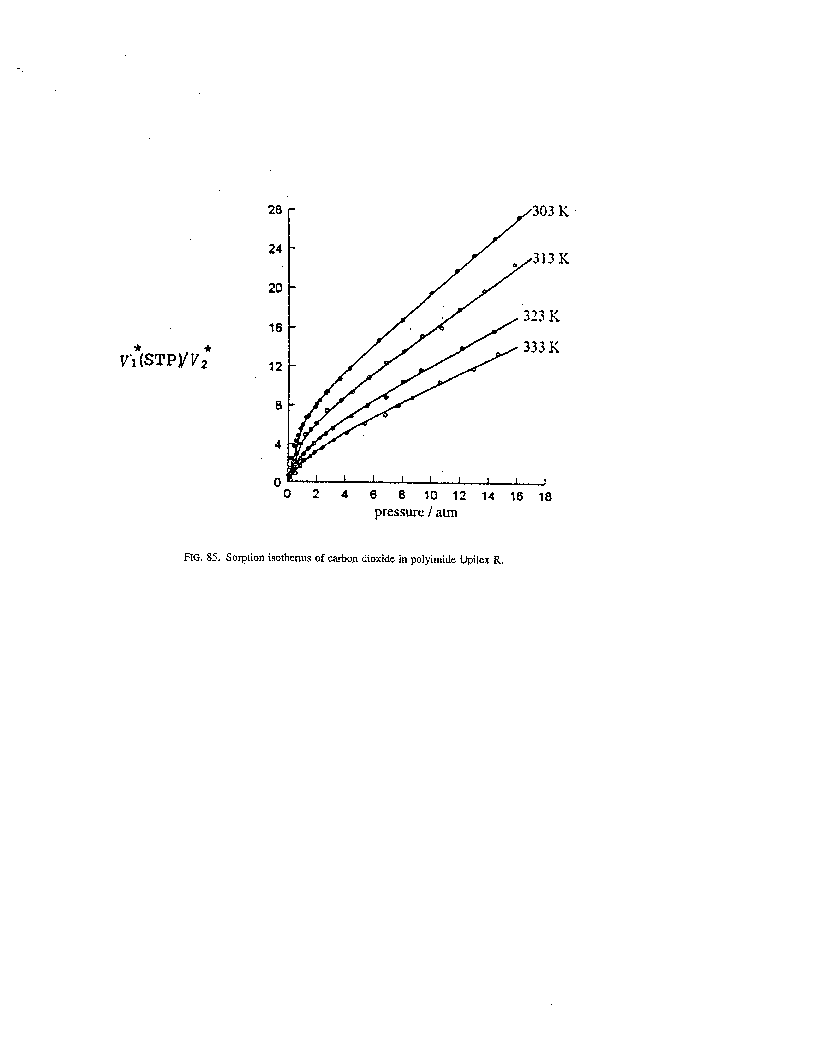 28
24
20
16
12
8
4
0
0 2 4 6 8 10 12 14 16 18
303 K
313 K
323 K
333 K
V₁*(STP)/V₂*
pressure / atm
FIG. 85. Sorption isotherms of carbon dioxide in polyimide Upilex R.